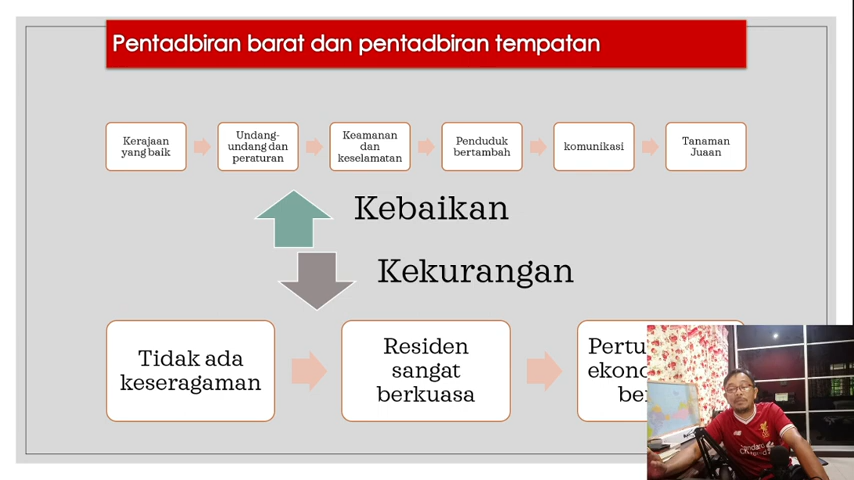 Pentadbiran barat dan pentadbiran tempatan
Kerajaan
yang baik
Undang-
undang dan
peraturan
Keamanan
dan
keselamatan
Penduduk
bertambah
komunikasi
Tanaman
Juaan
Kebaikan
Kekurangan
Tidak ada
keseragaman
Residen
sangat
berkuasa